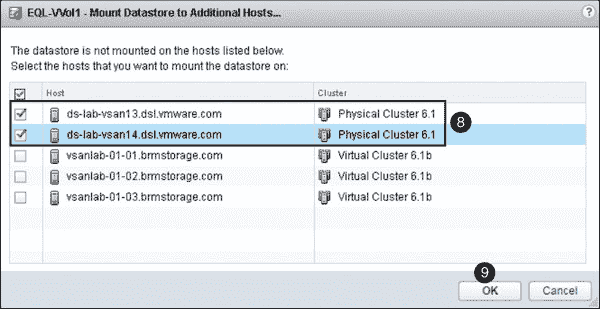 EQL-VVol1 - Mount Datastore to Additional Hosts...
?
The datastore is not mounted on the hosts listed below.
Select the hosts that you want to mount the datastore on:
Host Cluster
ds-lab-vsan13.dsl.vmware.com Physical Cluster 6.1
8
ds-lab-vsan14.dsl.vmware.com Physical Cluster 6.1
vsanlab-01-01.brmstorage.com Virtual Cluster 6.1b
vsanlab-01-02.brmstorage.com Virtual Cluster 6.1b
vsanlab-01-03.brmstorage.com Virtual Cluster 6.1b
9
OK Cancel